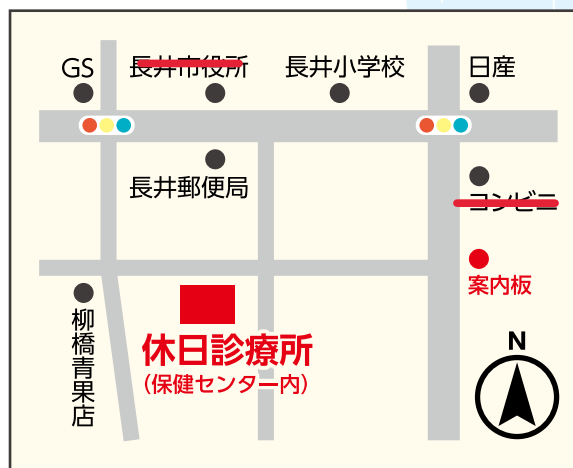 GS
長井市役所
長井小学校
日産
長井郵便局
コンビニ
案内板
柳橋青果店
休日診療所
（保健センター内）
N